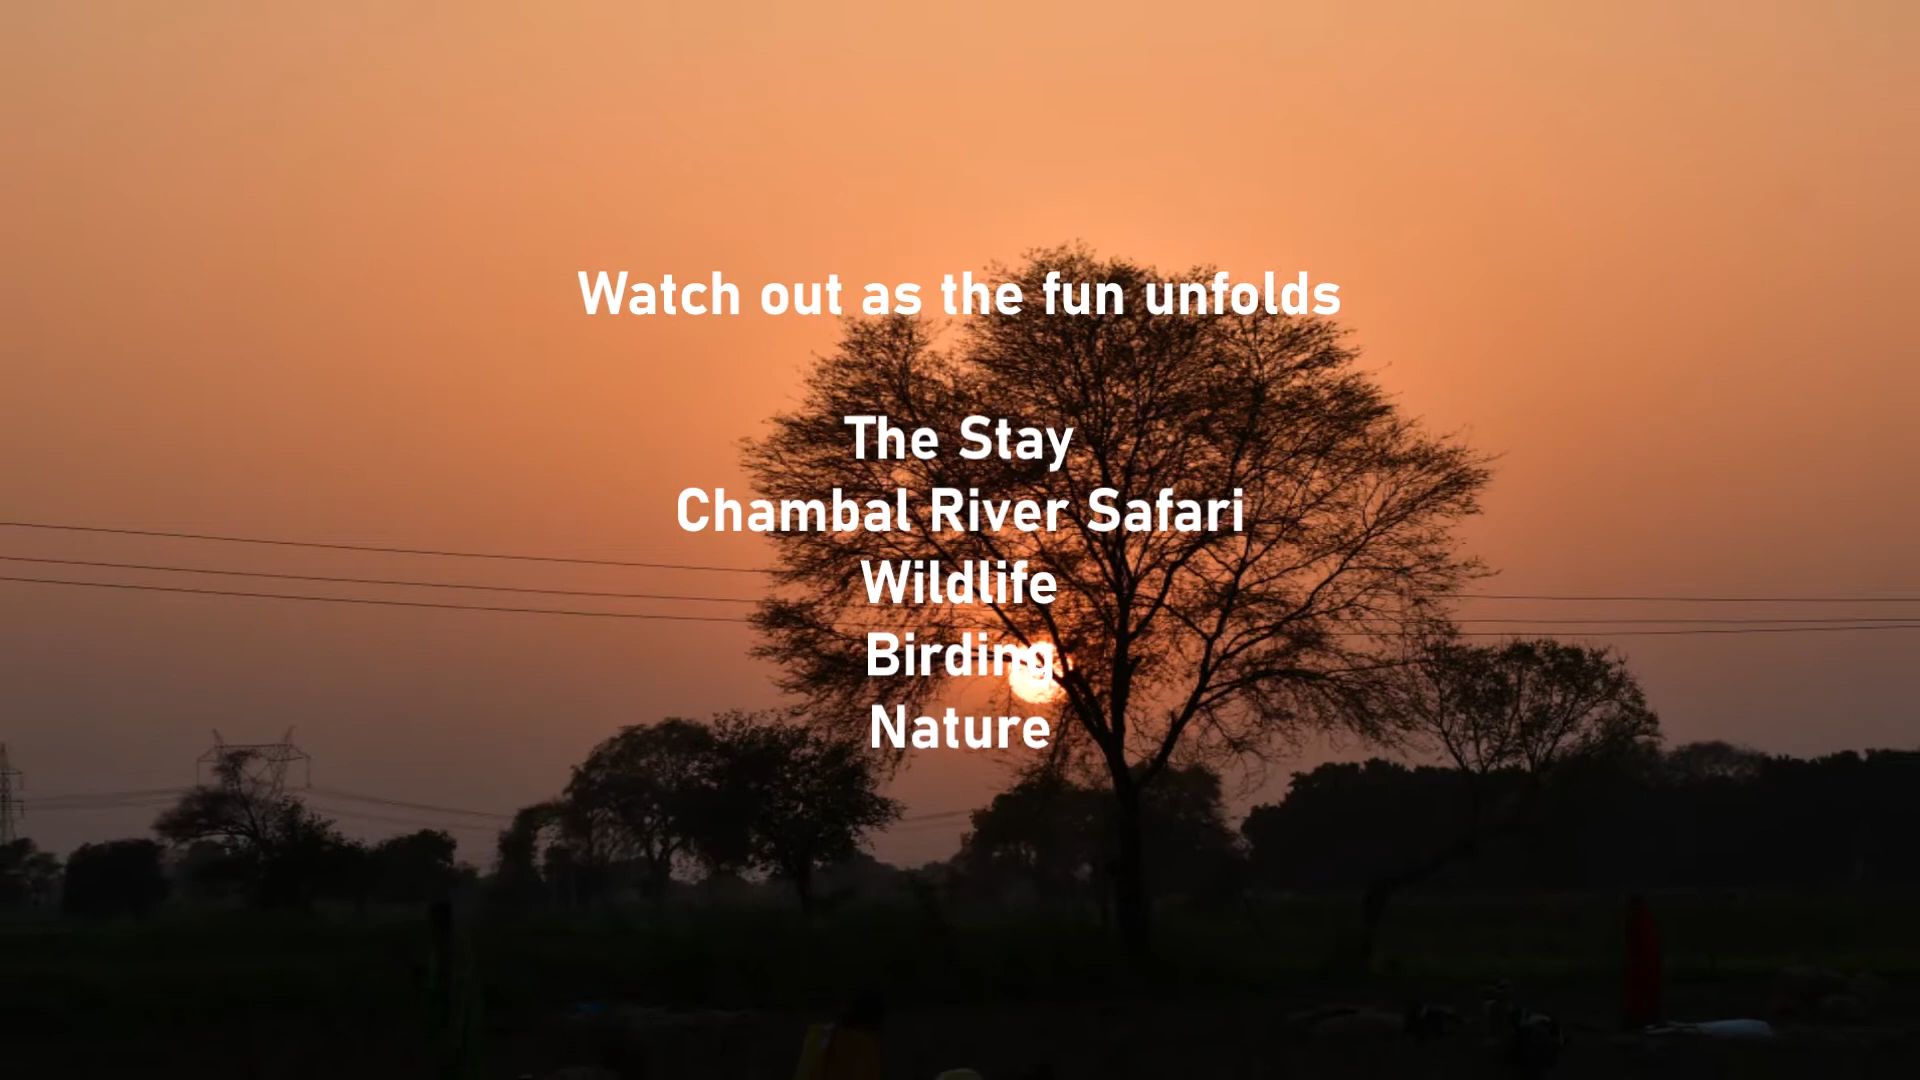 Watch out as the fun unfolds
The Stay
Chambal River Safari
Wildlife
Birding
Nature